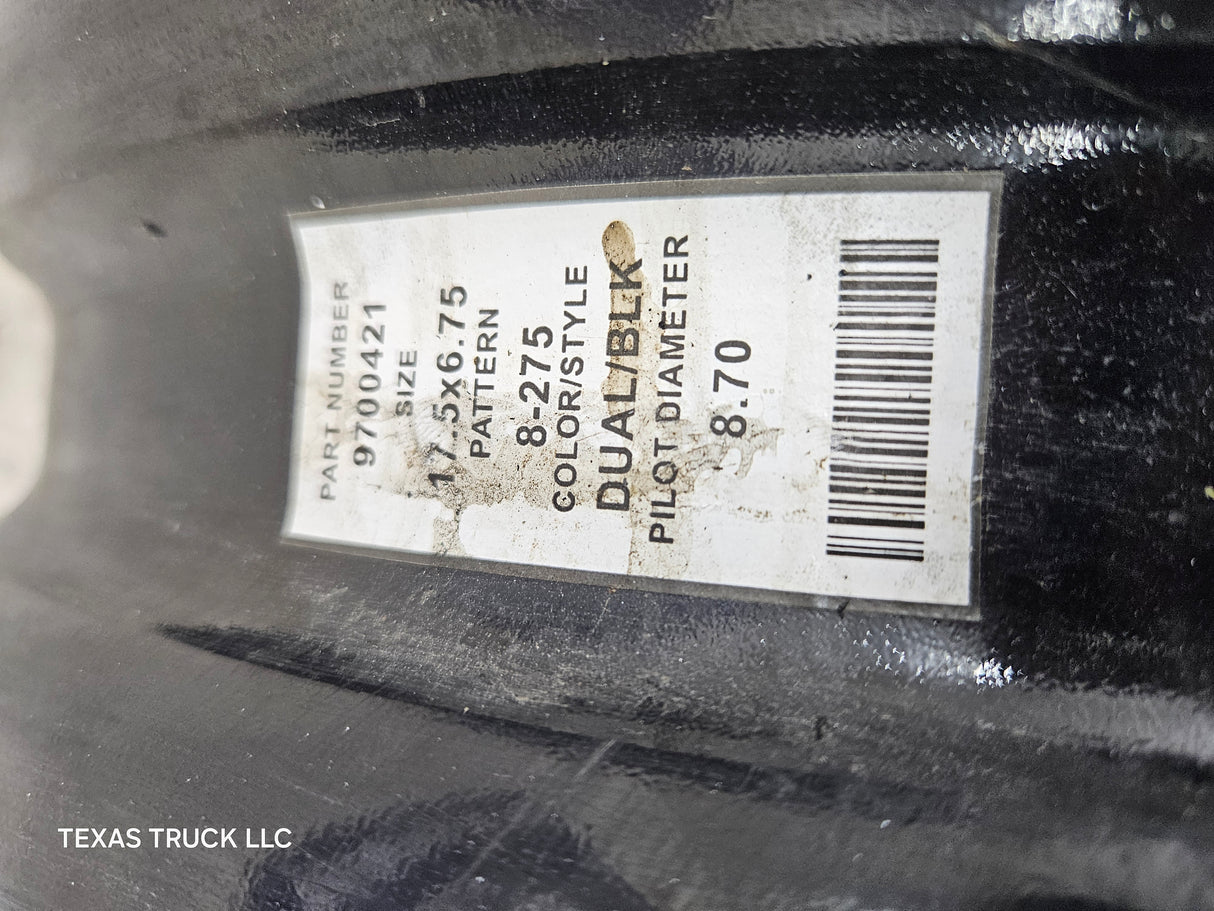 PART NUMBER
9700421
SIZE
17.5x6.75
PATTERN
8-275
COLOR/STYLE
DUAL/BLK
PILOT DIAMETER
8.70
TEXAS TRUCK LLC